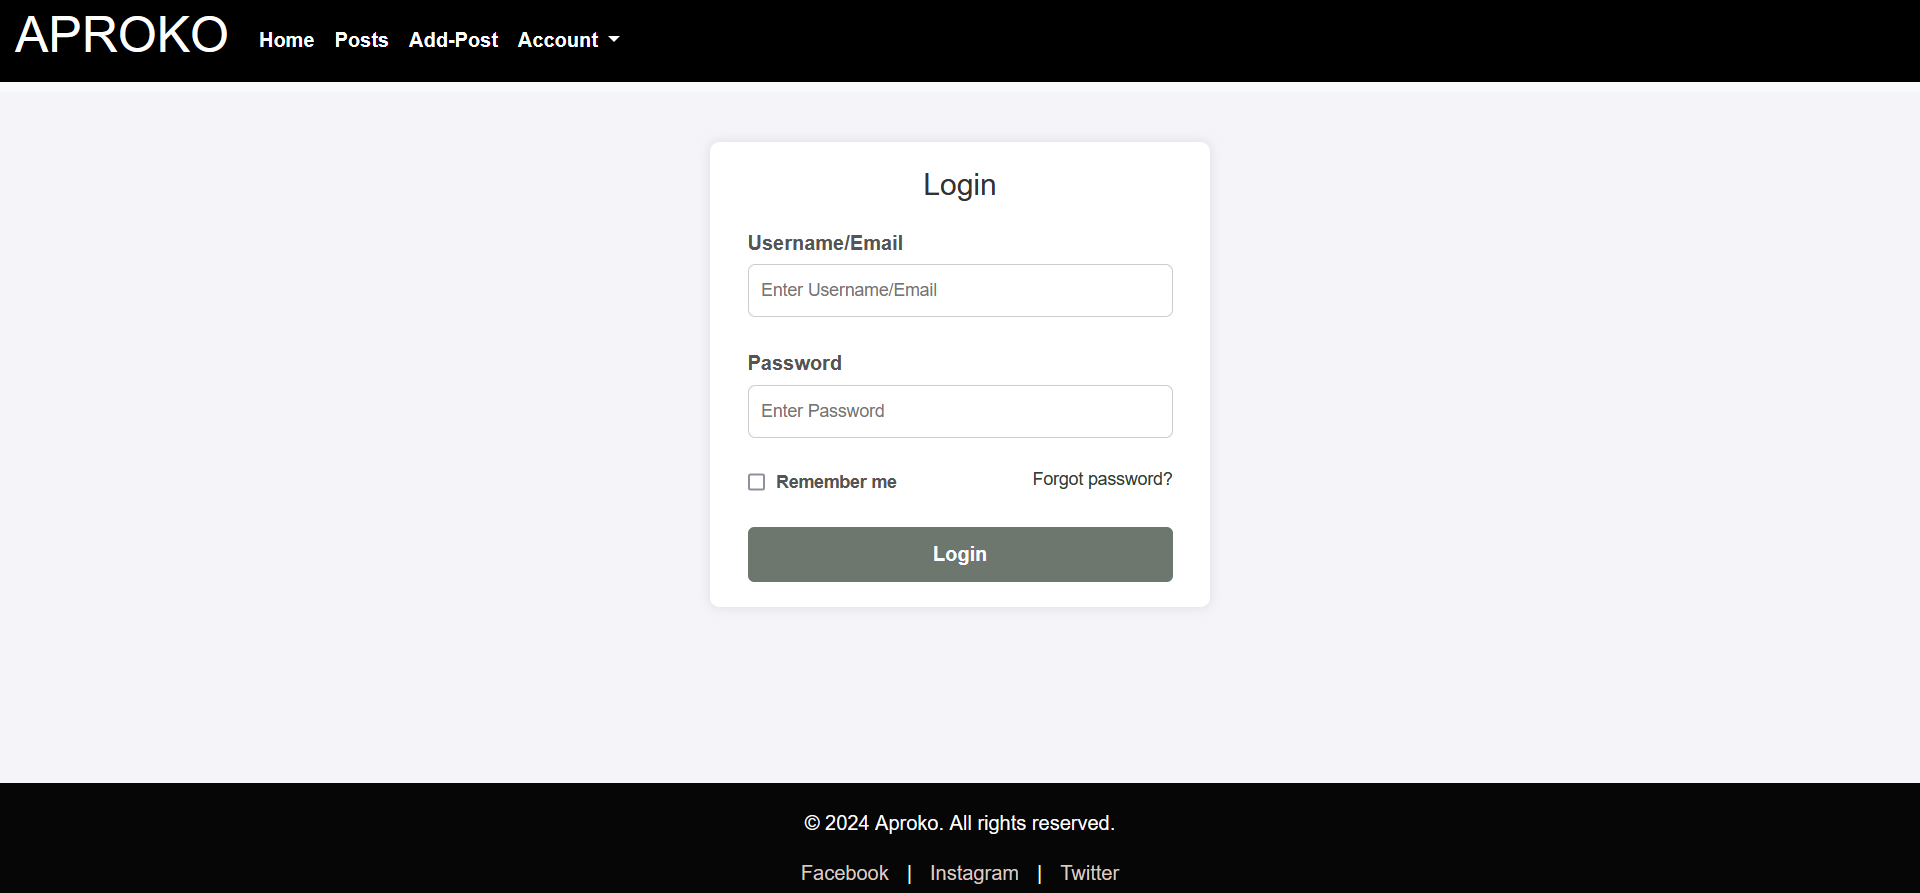 APROKO Home Posts Add-Post Account
Login
Username/Email
Enter Username/Email
Password
Enter Password
Remember me Forgot password?
Login
© 2024 Aproko. All rights reserved.
Facebook | Instagram | Twitter